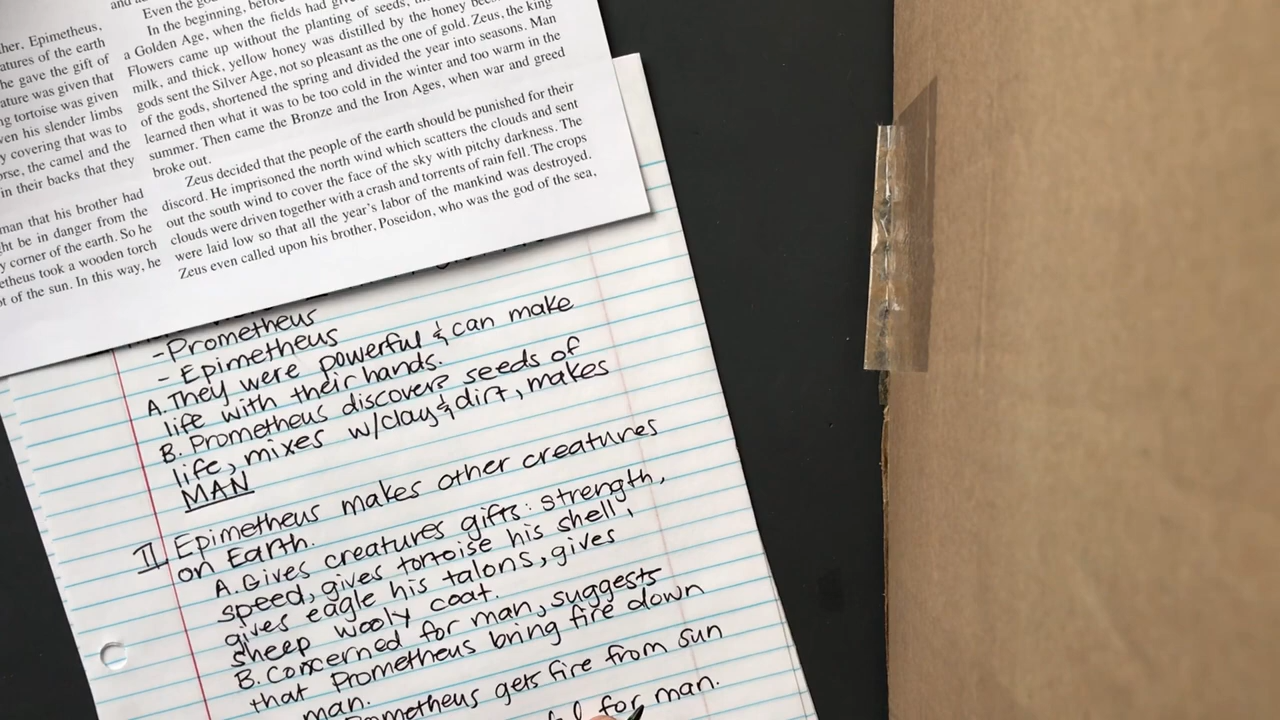 her, Epimetheus,
atures of the earth
he gave the gift of
ature was given that
ng tortoise was given
en his slender limbs
y covering that was to
orse, the camel and the
in their backs that they
man that his brother had
ht be in danger from the
y corner of the earth. So he
etheus took a wooden torch
ot of the sun. In this way, he
and
Even the
In the beginning,
a Golden Age, when the fields had
Flowers came up without the planting of seeds,
milk, and thick, yellow honey was distilled by the honey
gods sent the Silver Age, not so pleasant as the one of gold. Zeus, the king
of the gods, shortened the spring and divided the year into seasons. Man
learned then what it was to be too cold in the winter and too warm in the
summer. Then came the Bronze and the Iron Ages, when war and greed
broke out.
Zeus decided that the people of the earth should be punished for their
discord. He imprisoned the north wind which scatters the clouds and sent
out the south wind to cover the face of the sky with pitchy darkness. The
clouds were driven together with a crash and torrents of rain fell. The crops
were laid low so that all the year's labor of the mankind was destroyed.
Zeus even called upon his brother, Poseidon, who was the god of the sea,
-Prometheus
- Epimetheus
A. They were powerful & can make
life with their hands.
B. Prometheus discovers seeds of
life, mixes w/clay & dirt, makes
MAN
II Epimetheus makes other creatures
on Earth.
A. Gives creatures gifts: strength,
speed, gives tortoise his shell,
gives eagle his talons, gives
sheep wooly coat.
B. Concerned for man, suggests
that Prometheus bring fire down
man.
metheus gets fire from sun
for man.